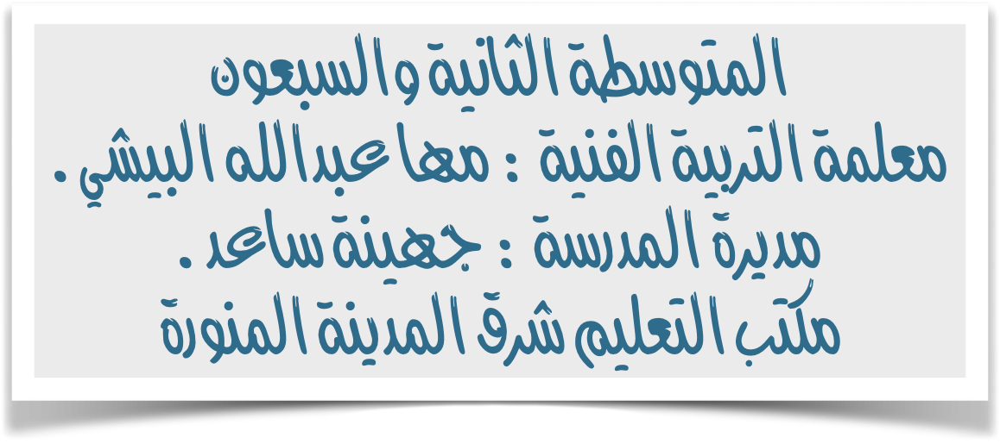 المتوسطة الثانية والسبعون
معلمة التربية الفنية : مها عبدالله البيشي .
مديرة المدرسة : جهينة ساعد .
مكتب التعليم شرق المدينة المنورة